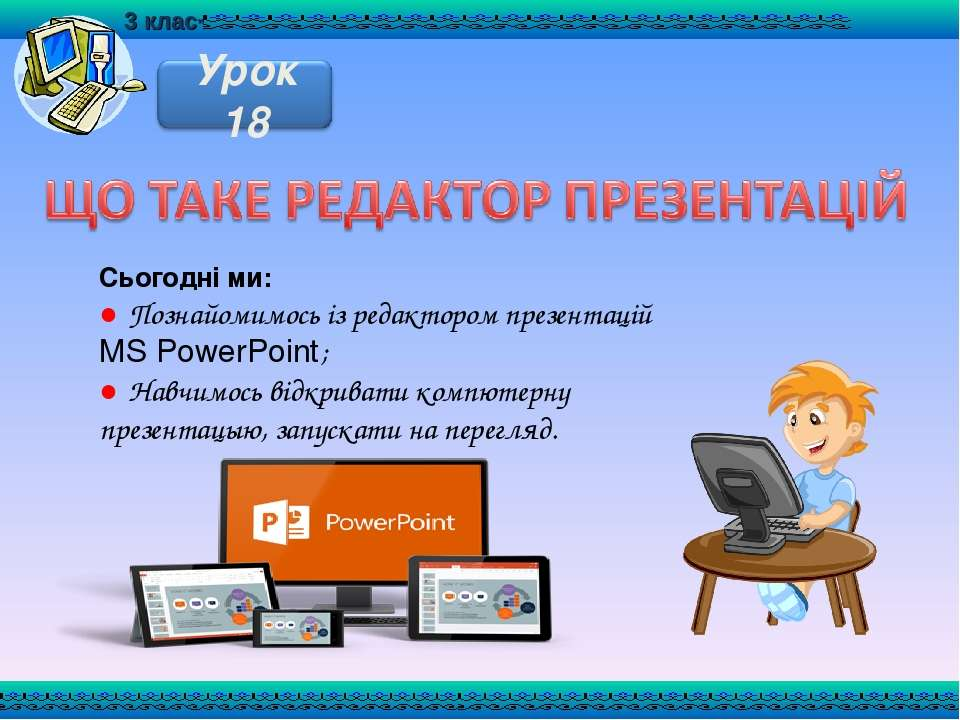 3 клас
Урок
18
ЩО ТАКЕ РЕДАКТОР ПРЕЗЕНТАЦІЙ
Сьогодні ми:
● Познайомимось із редактором презентацій
MS PowerPoint;
● Навчимось відкривати компютерну
презентацыю, запускати на перегляд.
P PowerPoint